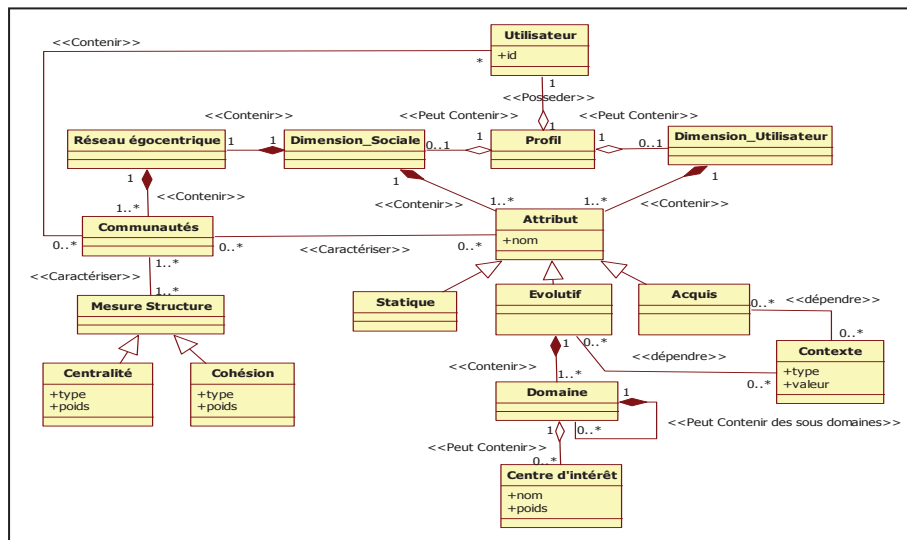 Utilisateur
+id
<<Contenir>>
*
1
<<Posseder>>
1
<<Contenir>>
<<Peut Contenir>>
<<Peut Contenir>>
Réseau égocentrique
1
1
Dimension_Sociale
0..1
1
Profil
1
0..1
Dimension_Utilisateur
1
<<Contenir>>
1..*
1
<<Contenir>>
1..*
1..*
1
<<Contenir>>
Communautés
0..*
0..*
<<Caractériser>>
0..*
Attribut
+nom
1..*
<<Caractériser>>
1..*
Mesure Structure
Statique
Evolutif
Acquis
0..*
<<dépendre>>
0..*
Centralité
+type
+poids
Cohésion
+type
+poids
1
<<Contenir>>
1..*
0..*
<<dépendre>>
0..*
Contexte
+type
+valeur
Domaine
1
0..*
<<Peut Contenir des sous domaines>>
1
<<Peut Contenir>>
0..*
Centre d'intérêt
+nom
+poids